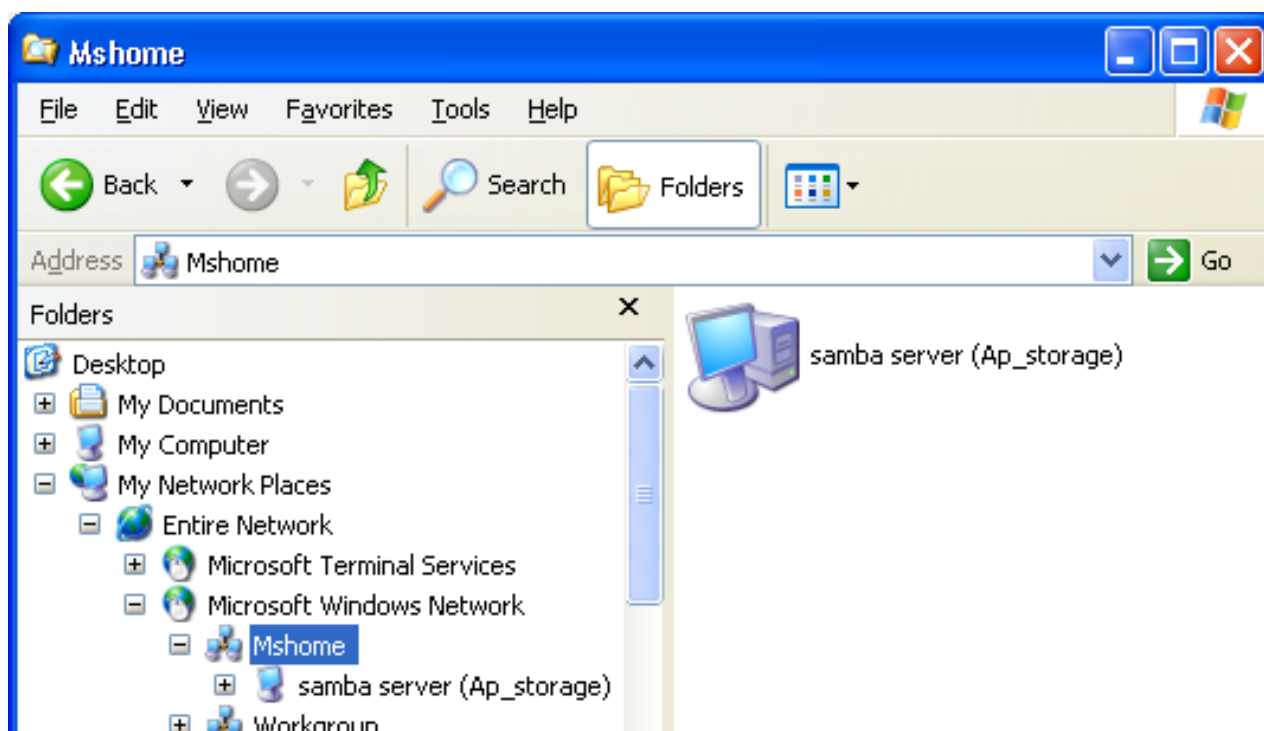 Mshome
File Edit View Favorites Tools Help
Back Search Folders
Address Mshome Go
Folders
samba server (Ap_storage)
Desktop
My Documents
My Computer
My Network Places
Entire Network
Microsoft Terminal Services
Microsoft Windows Network
Mshome
samba server (Ap_storage)
Workgroup